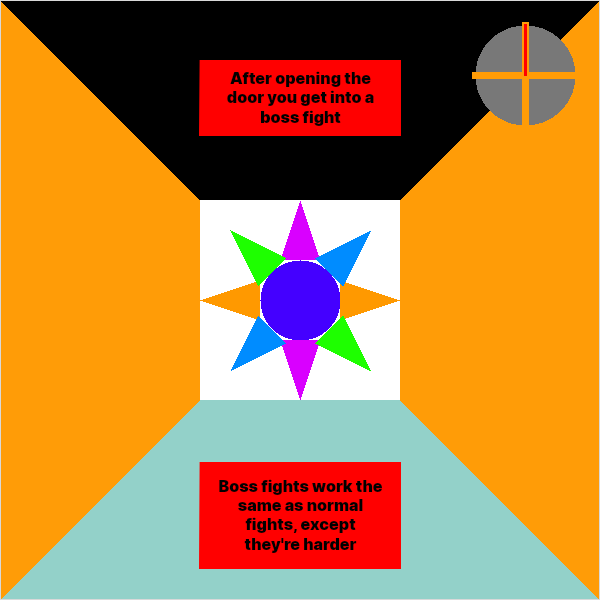 After opening the
door you get into a
boss fight
Boss fights work the
same as normal
fights, except
they're harder